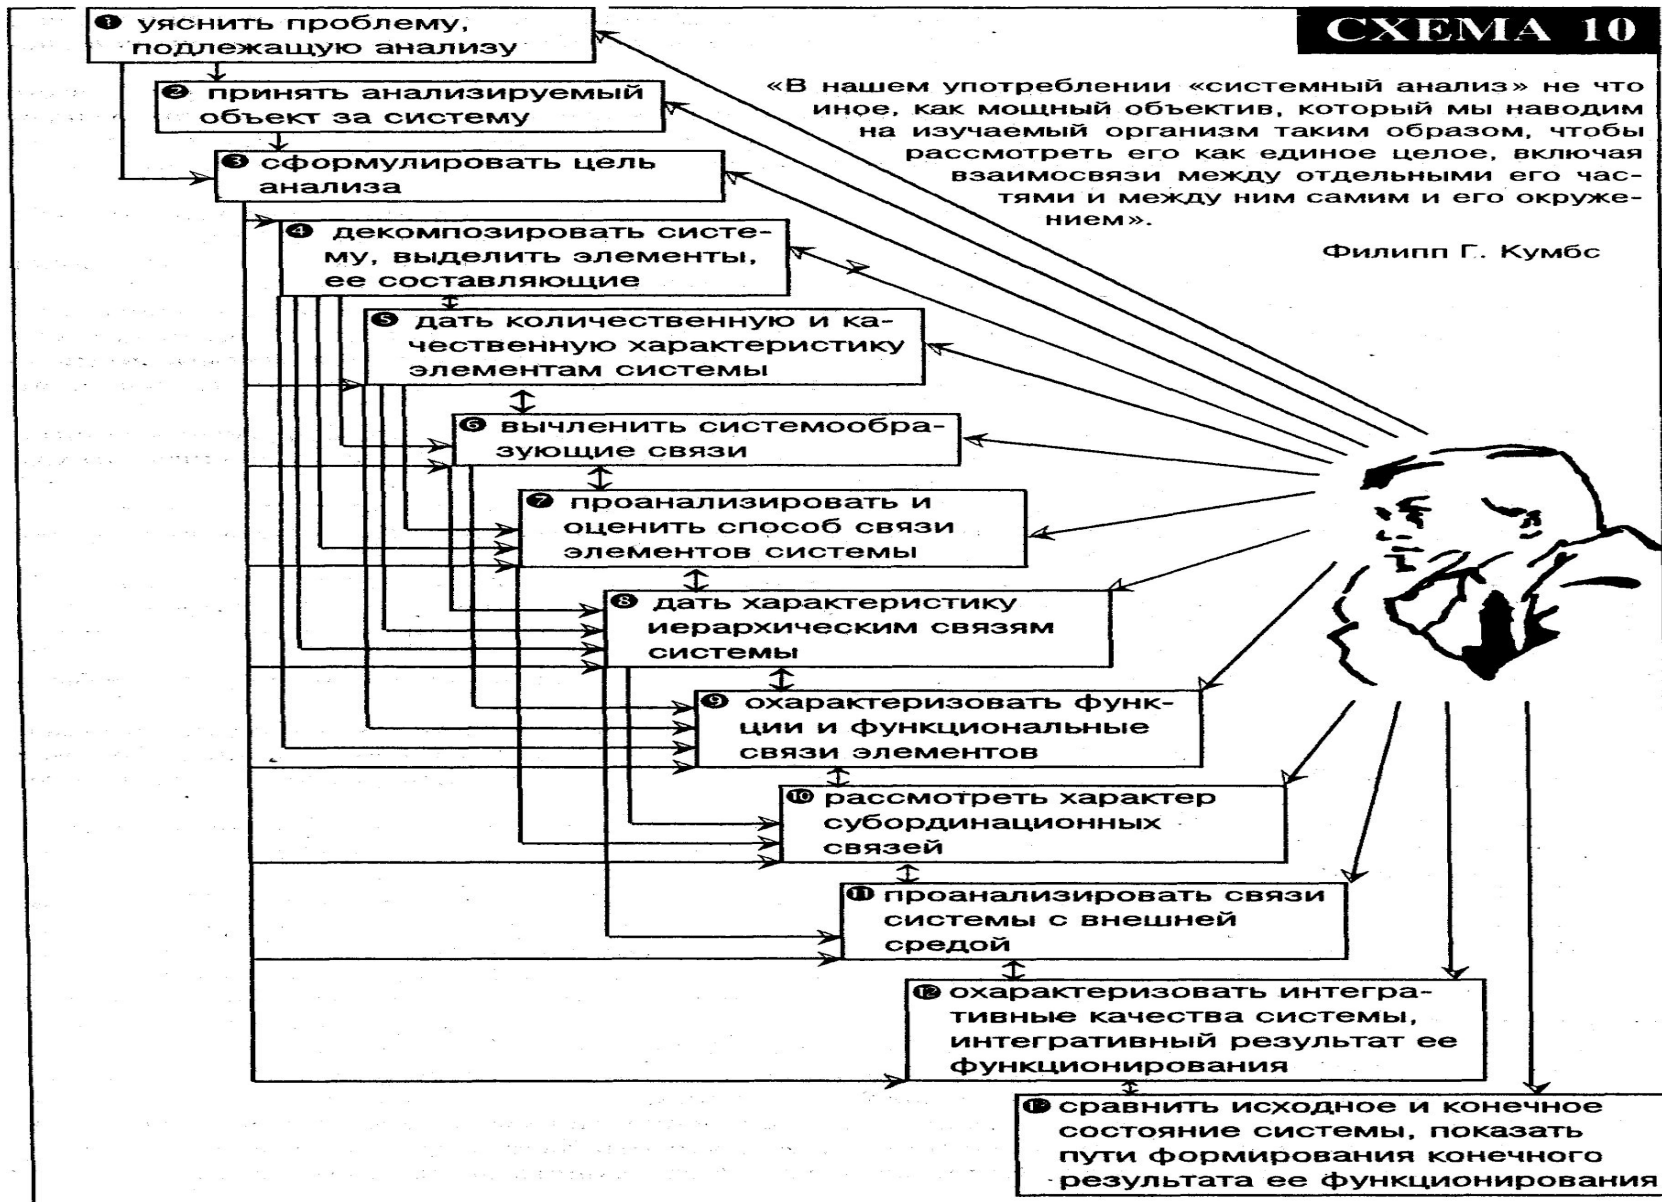 СХЕМА 10
«В нашем употреблении «системный анализ» не что
иное, как мощный объектив, который мы наводим
на изучаемый организм таким образом, чтобы
рассмотреть его как единое целое, включая
взаимосвязи между отдельными его час-
тями и между ним самим и его окруже-
нием».
Филипп Г. Кумбс
❶ уяснить проблему,
подлежащую анализу
❷ принять анализируемый
объект за систему
❸ сформулировать цель
анализа
❹ декомпозировать систе-
му, выделить элементы,
ее составляющие
❺ дать количественную и ка-
чественную характеристику
элементам системы
❻ вычленить системообра-
зующие связи
❼ проанализировать и
оценить способ связи
элементов системы
❽ дать характеристику
иерархическим связям
системы
❾ охарактеризовать функ-
ции и функциональные
связи элементов
❿ рассмотреть характер
субординационных
связей
⓫ проанализировать связи
системы с внешней
средой
⓬ охарактеризовать интегра-
тивные качества системы,
интегративный результат ее
функционирования
⓭ сравнить исходное и конечное
состояние системы, показать
пути формирования конечного
результата ее функционирования